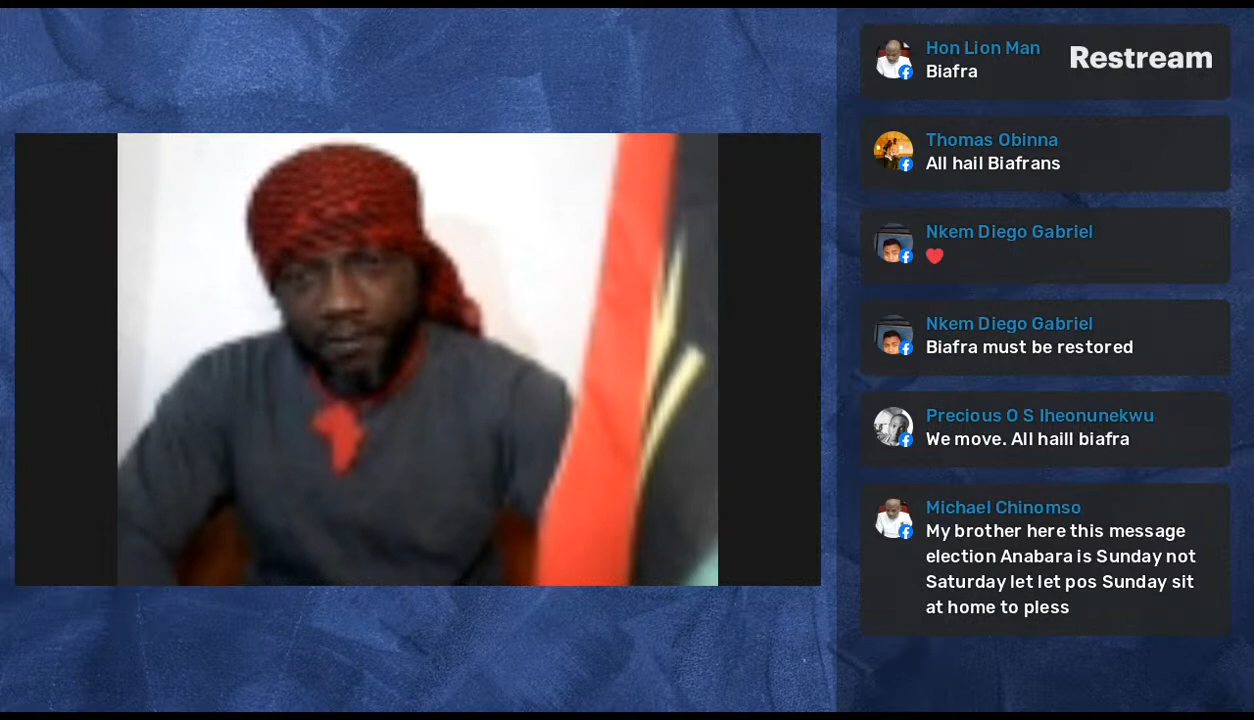 Restream
Hon Lion Man
Biafra
Thomas Obinna
All hail Biafrans
Nkem Diego Gabriel
Nkem Diego Gabriel
Biafra must be restored
Precious O S Iheonunekwu
We move. All haill biafra
Michael Chinomso
My brother here this message
election Anabara is Sunday not
Saturday let let pos Sunday sit
at home to pless